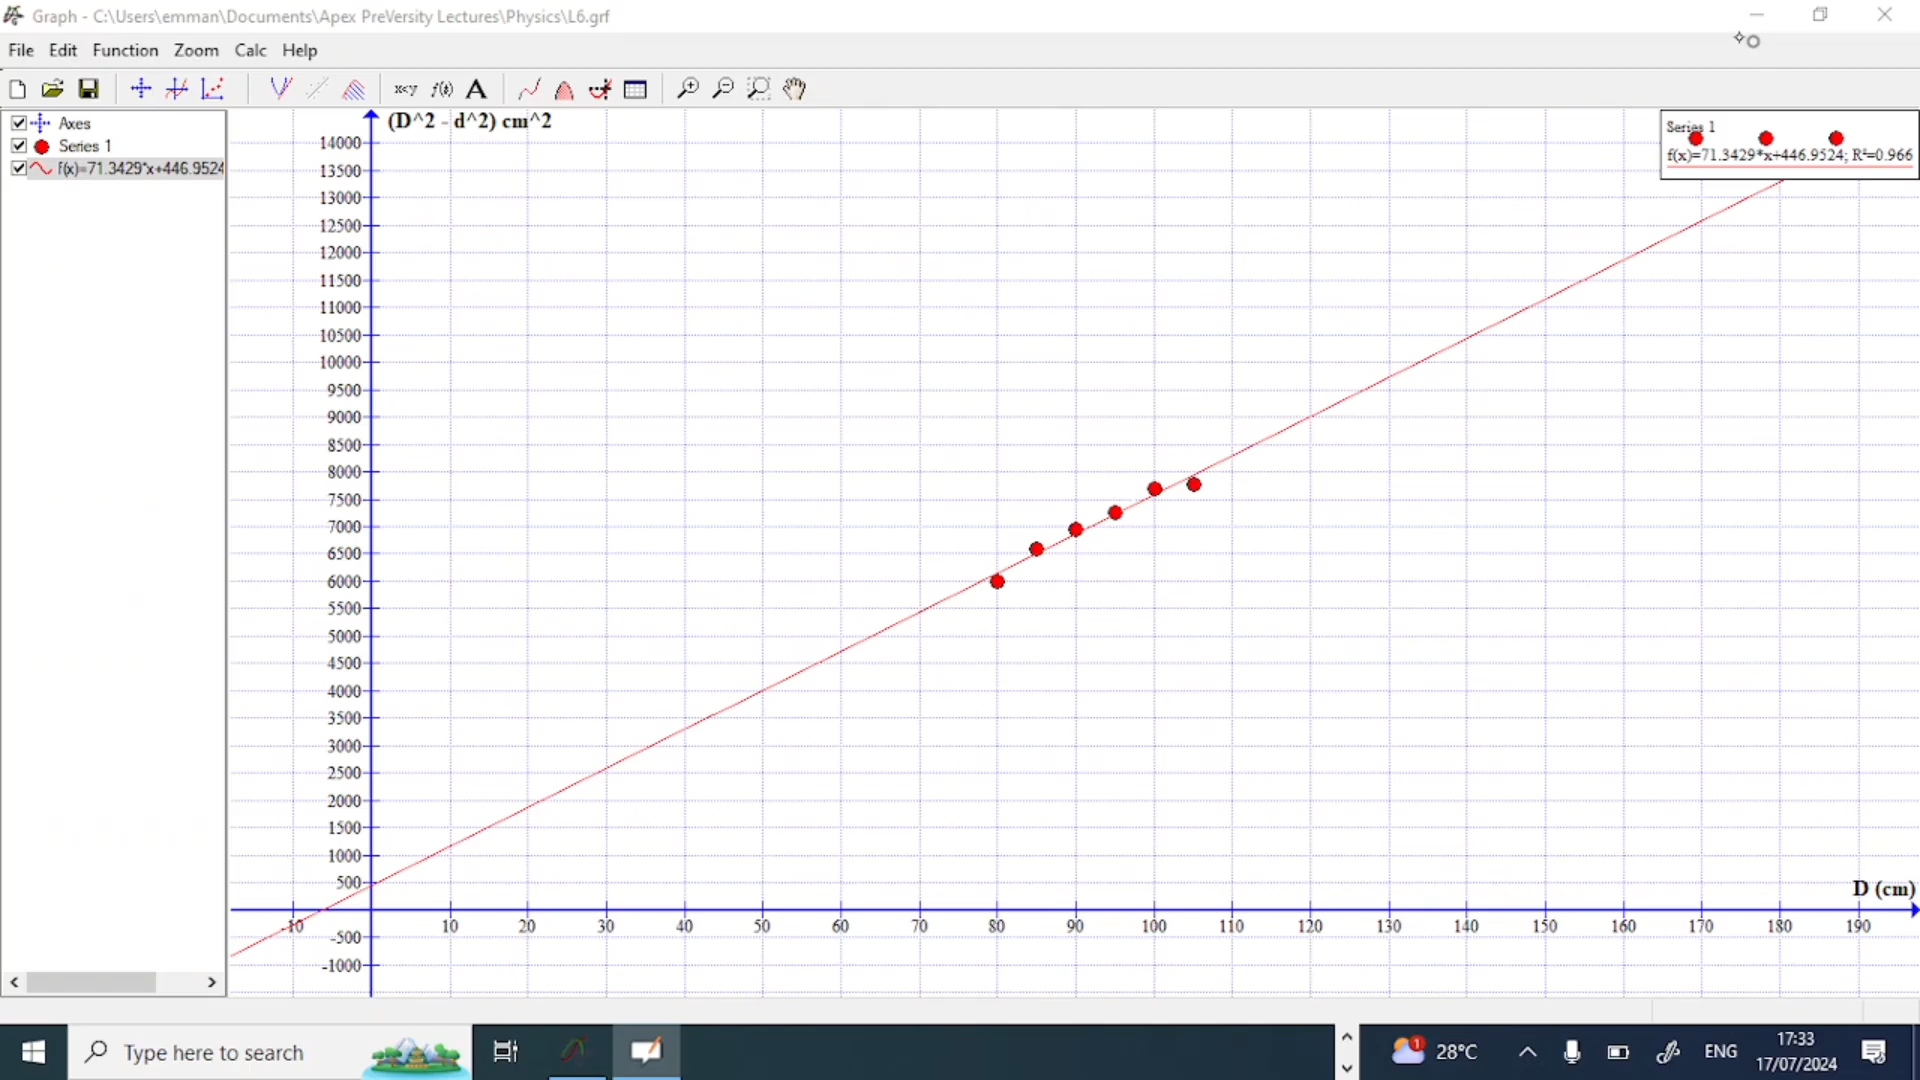 Graph - C:\Users\emman\Documents\Apex PreVersity Lectures\Physics\L6.grf
File Edit Function Zoom Calc Help
Axes
Series 1
f(x)=71.3429*x+446.9524
(D^2 - d^2) cm^2
14000
13500
13000
12500
12000
11500
11000
10500
10000
9500
9000
8500
8000
7500
7000
6500
6000
5500
5000
4500
4000
3500
3000
2500
2000
1500
1000
500
-500
-1000
Series 1
f(x)=71.3429*x+446.9524; R²=0.966
D (cm)
-10 10 20 30 40 50 60 70 80 90 100 110 120 130 140 150 160 170 180 190
Type here to search
1
28°C
ENG
17:33
17/07/2024